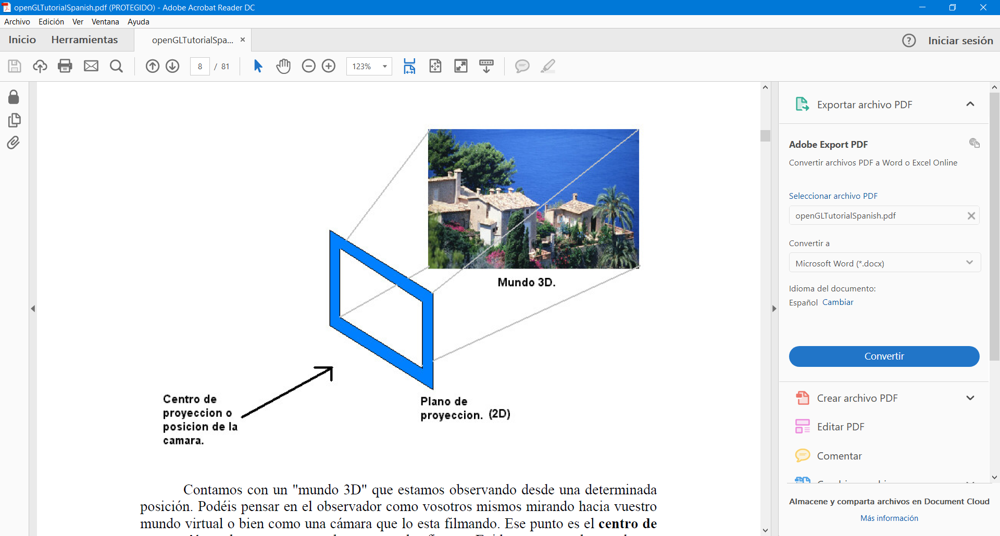 openGLTutorialSpanish.pdf (PROTEGIDO) - Adobe Acrobat Reader DC
Archivo Edición Ver Ventana Ayuda
Inicio Herramientas openGLTutorialSpa... Iniciar sesión
8 / 81 123%
Exportar archivo PDF
Adobe Export PDF
Convertir archivos PDF a Word o Excel Online
Seleccionar archivo PDF
openGLTutorialSpanish.pdf
Convertir a
Microsoft Word (*.docx)
Idioma del documento:
Español Cambiar
Convertir
Crear archivo PDF
Editar PDF
Comentar
Almacene y comparta archivos en Document Cloud
Más información
Mundo 3D.
Centro de
proyeccion o
posicion de la
camara.
Plano de
proyeccion. (2D)
Contamos con un "mundo 3D" que estamos observando desde una determinada
posición. Podéis pensar en el observador como vosotros mismos mirando hacia vuestro
mundo virtual o bien como una cámara que lo esta filmando. Ese punto es el centro de